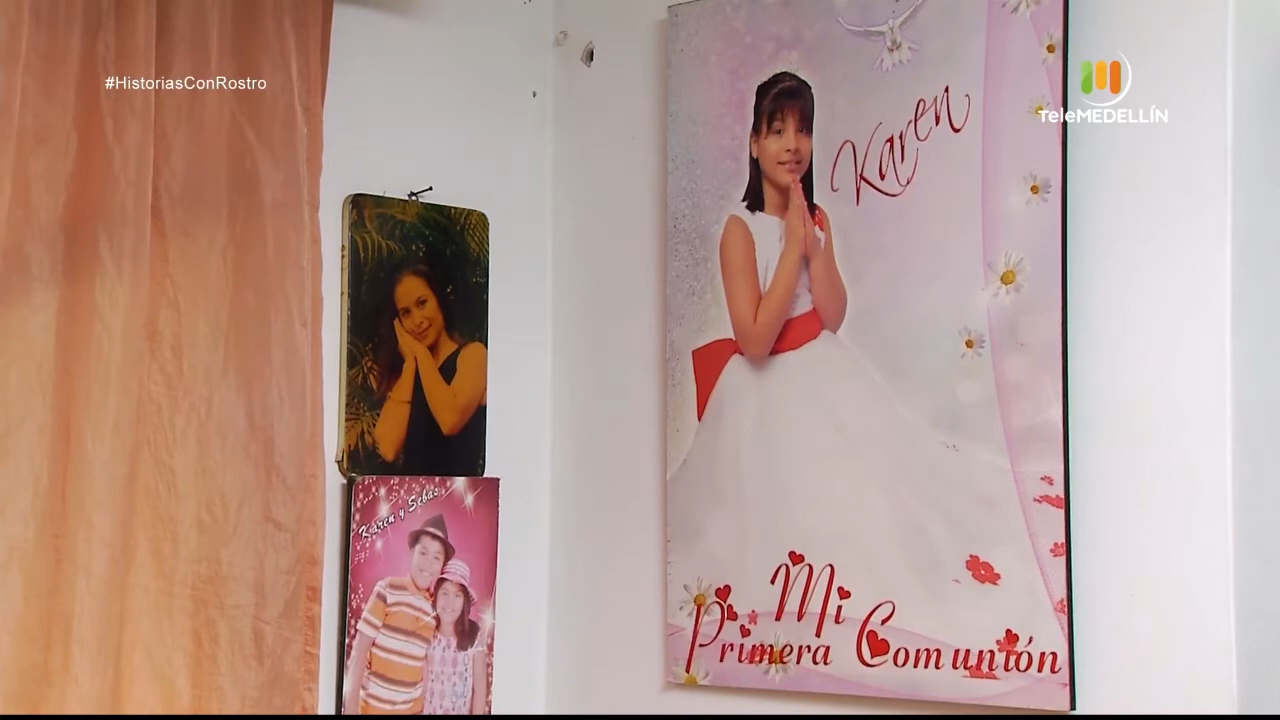 #HistoriasConRostro
TeleMEDELLÍN
Karen
Karen y Sebas
Mi
Primera Comunión